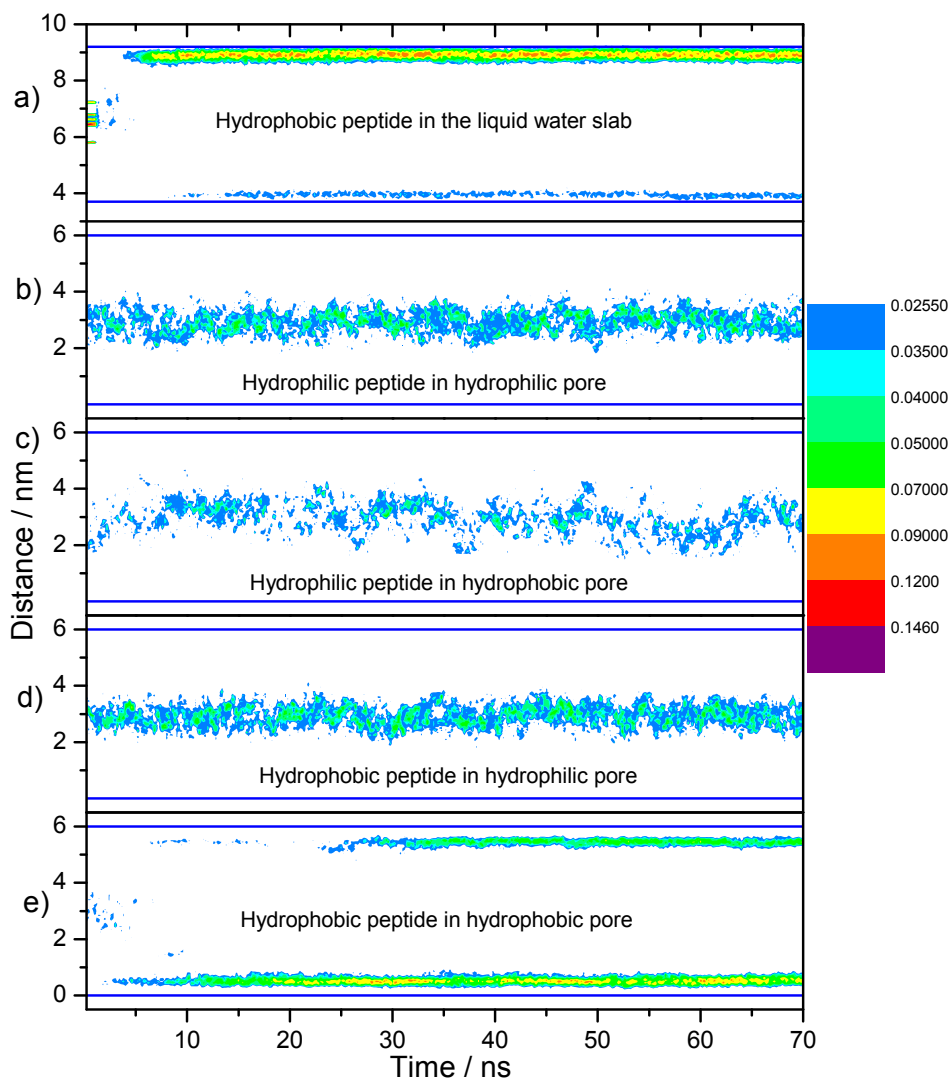 10
8
a)
Hydrophobic peptide in the liquid water slab
6
4
6
b)
4
2
Hydrophilic peptide in hydrophilic pore
c)
6
4
2
Hydrophilic peptide in hydrophobic pore
Distance / nm
6
d)
4
2
Hydrophobic peptide in hydrophilic pore
6
4
e)
Hydrophobic peptide in hydrophobic pore
2
0
10 20 30 40 50 60 70
Time / ns
0.02550
0.03500
0.04000
0.05000
0.07000
0.09000
0.1200
0.1460